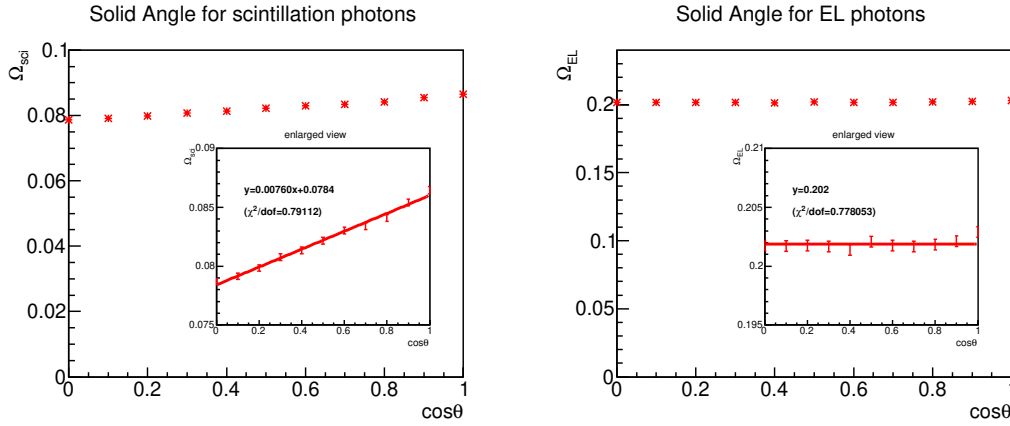 Solid Angle for scintillation photons
Ωsci
0.1
0.08
0.06
0.04
0.02
0
0 0.2 0.4 0.6 0.8 1
cosθ
enlarged view
Ωsci
0.09
0.085
0.08
0.075
y=0.00760x+0.0784
(χ²/dof=0.79112)
0 0.2 0.4 0.6 0.8 1
cosθ
Solid Angle for EL photons
ΩEL
0.2
0.15
0.1
0.05
0
0 0.2 0.4 0.6 0.8 1
cosθ
enlarged view
ΩEL
0.21
0.205
0.2
0.195
y=0.202
(χ²/dof=0.778053)
0 0.2 0.4 0.6 0.8 1
cosθ